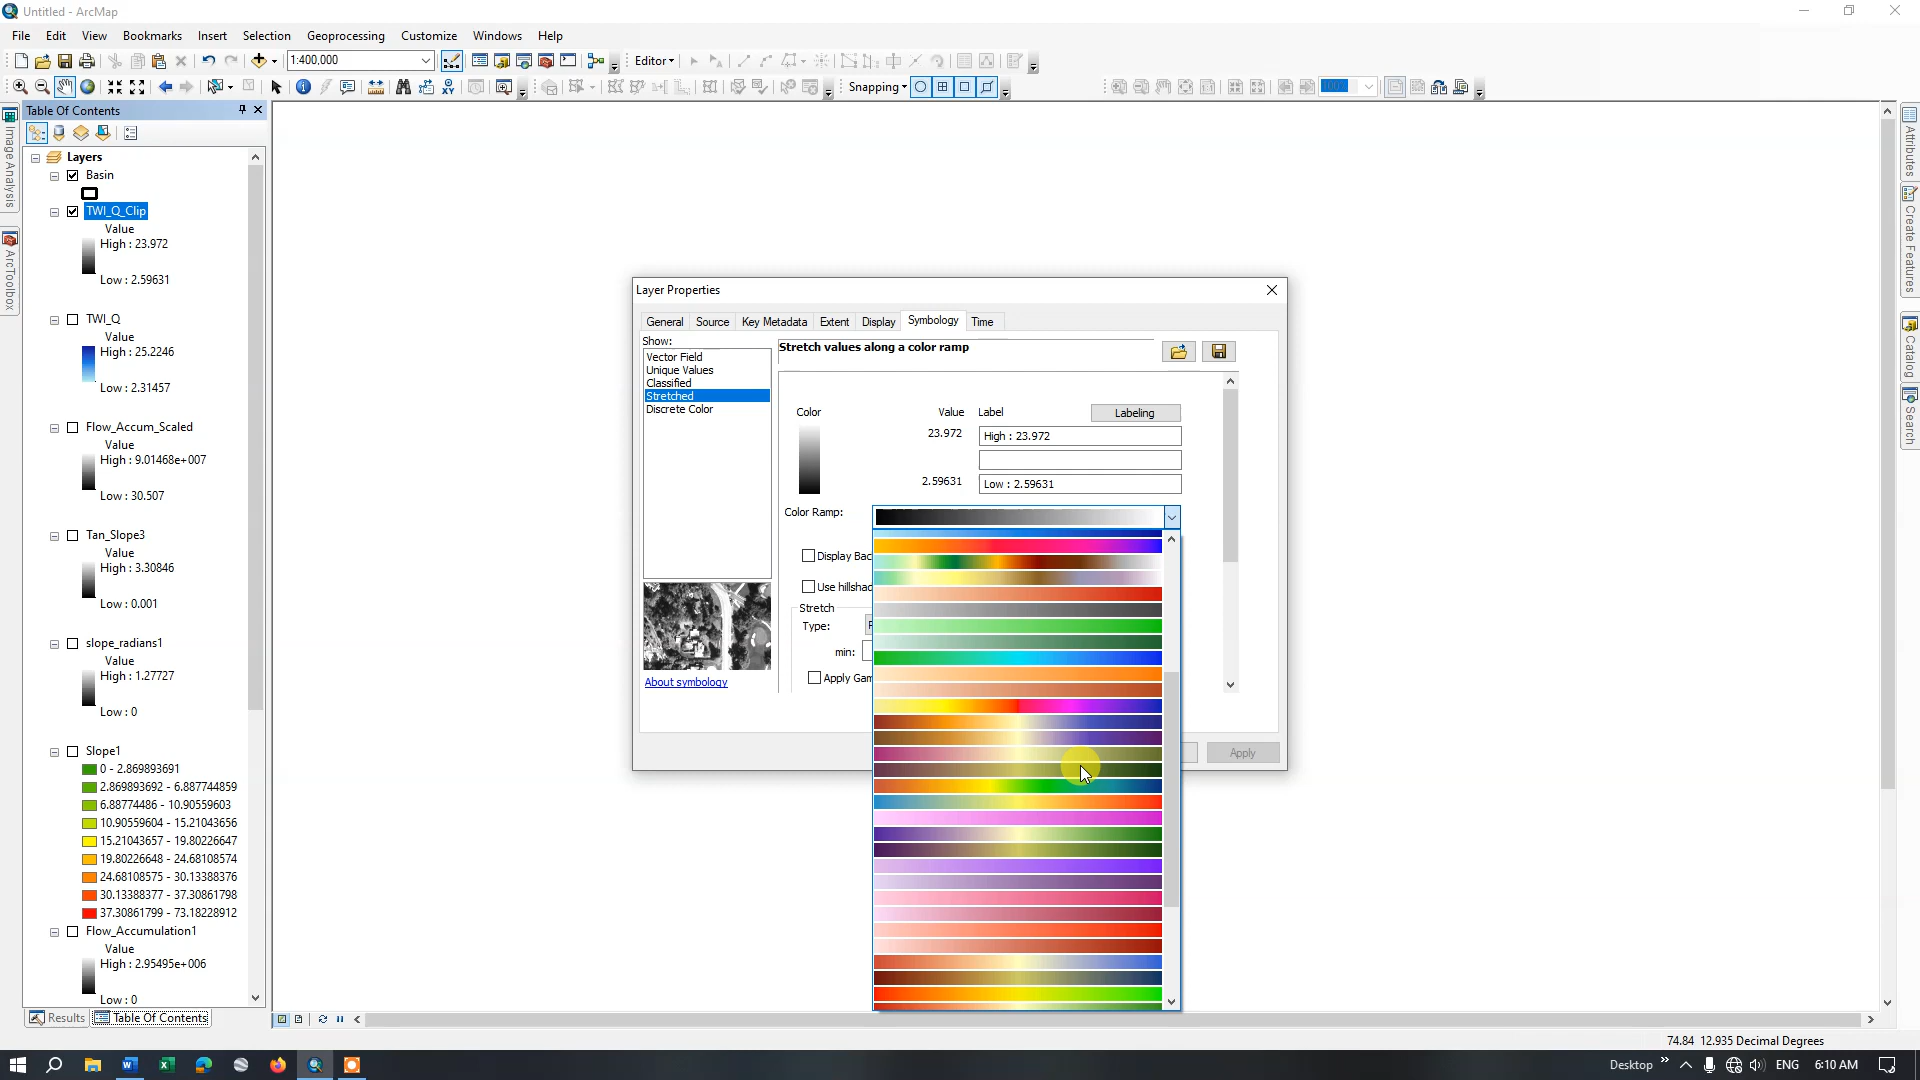 Untitled - ArcMap
File Edit View Bookmarks Insert Selection Geoprocessing Customize Windows Help
1:400,000
Editor
Snapping
100%
Table Of Contents
Image Analysis
ArcToolbox
Layers
Basin
TWI_Q_Clip
Value
High : 23.972
Low : 2.59631
TWI_Q
Value
High : 25.2246
Low : 2.31457
Flow_Accum_Scaled
Value
High : 9.01468e+007
Low : 30.507
Tan_Slope3
Value
High : 3.30846
Low : 0.001
slope_radians1
Value
High : 1.27727
Low : 0
Slope1
0 - 2.869893691
2.869893692 - 6.887744859
6.88774486 - 10.90559603
10.90559604 - 15.21043656
15.21043657 - 19.80226647
19.80226648 - 24.68108574
24.68108575 - 30.13388376
30.13388377 - 37.30861798
37.30861799 - 73.18228912
Flow_Accumulation1
Value
High : 2.95495e+006
Low : 0
Results Table Of Contents
Layer Properties
General Source Key Metadata Extent Display Symbology Time
Show:
Vector Field
Unique Values
Classified
Stretched
Discrete Color
About symbology
Stretch values along a color ramp
Color Value Label Labeling
23.972 High : 23.972
2.59631 Low : 2.59631
Color Ramp:
Display Bac
Use hillshac
Stretch
Type:
min:
Apply Gam
Apply
Attributes
Create Features
Catalog
Search
74.84 12.935 Decimal Degrees
Desktop ENG 6:10 AM